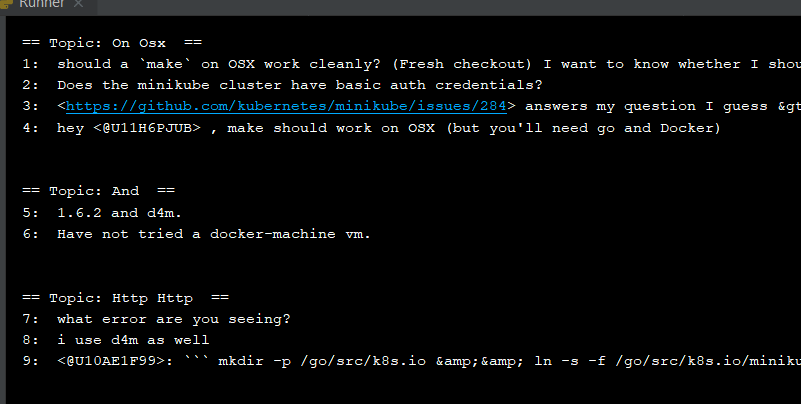 Runner ×
== Topic: On Osx ==
1: should a `make` on OSX work cleanly? (Fresh checkout) I want to know whether I shou
2: Does the minikube cluster have basic auth credentials?
3: <https://github.com/kubernetes/minikube/issues/284> answers my question I guess &gt
4: hey <@U11H6PJUB> , make should work on OSX (but you'll need go and Docker)
== Topic: And ==
5: 1.6.2 and d4m.
6: Have not tried a docker-machine vm.
== Topic: Http Http ==
7: what error are you seeing?
8: i use d4m as well
9: <@U10AE1F99>: ``` mkdir -p /go/src/k8s.io &amp;&amp; ln -s -f /go/src/k8s.io/miniku